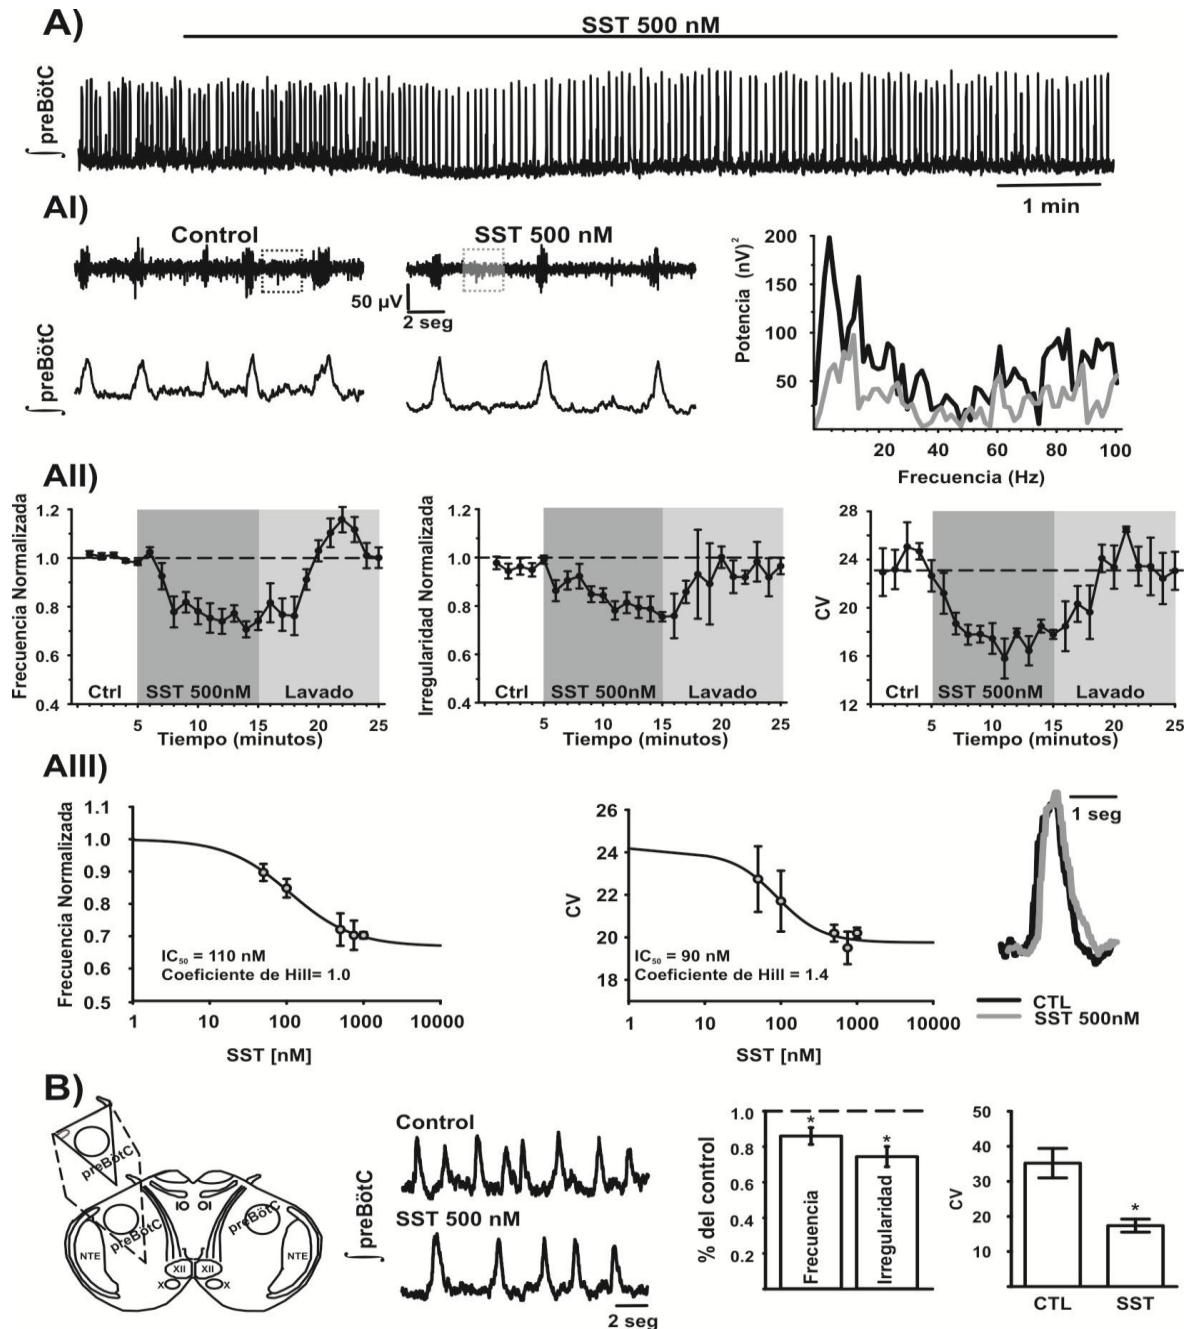 A)
SST 500 nM
∫ preBötC
1 min
AI)
Control
SST 500 nM
50 µV
2 seg
∫ preBötC
Potencia (nV)²
200
150
100
50
20 40 60 80 100
Frecuencia (Hz)
AII)
Frecuencia Normalizada
1.2
1.0
0.8
0.6
0.4
Ctrl SST 500nM Lavado
5 10 15 20 25
Tiempo (minutos)
Irregularidad Normalizada
1.2
1.0
0.8
0.6
0.4
Ctrl SST 500nM Lavado
5 10 15 20 25
Tiempo (minutos)
CV
28
24
20
16
12
Ctrl SST 500nM Lavado
5 10 15 20 25
Tiempo (minutos)
AIII)
Frecuencia Normalizada
1.1
1.0
0.9
0.8
0.7
0.6
0.5
IC₅₀ = 110 nM
Coeficiente de Hill= 1.0
1 10 100 1000 10000
SST [nM]
CV
26
24
22
20
18
IC₅₀ = 90 nM
Coeficiente de Hill = 1.4
1 10 100 1000 10000
SST [nM]
1 seg
CTL
SST 500nM
B)
preBötC
preBötC
preBötC
IO OI
NTE
NTE
XII XII
X X
Control
SST 500 nM
∫ preBötC
2 seg
% del control
1.0
0.8
0.6
0.4
0.2
* *
Frecuencia
Irregularidad
CV
50
40
30
20
10
*
CTL SST